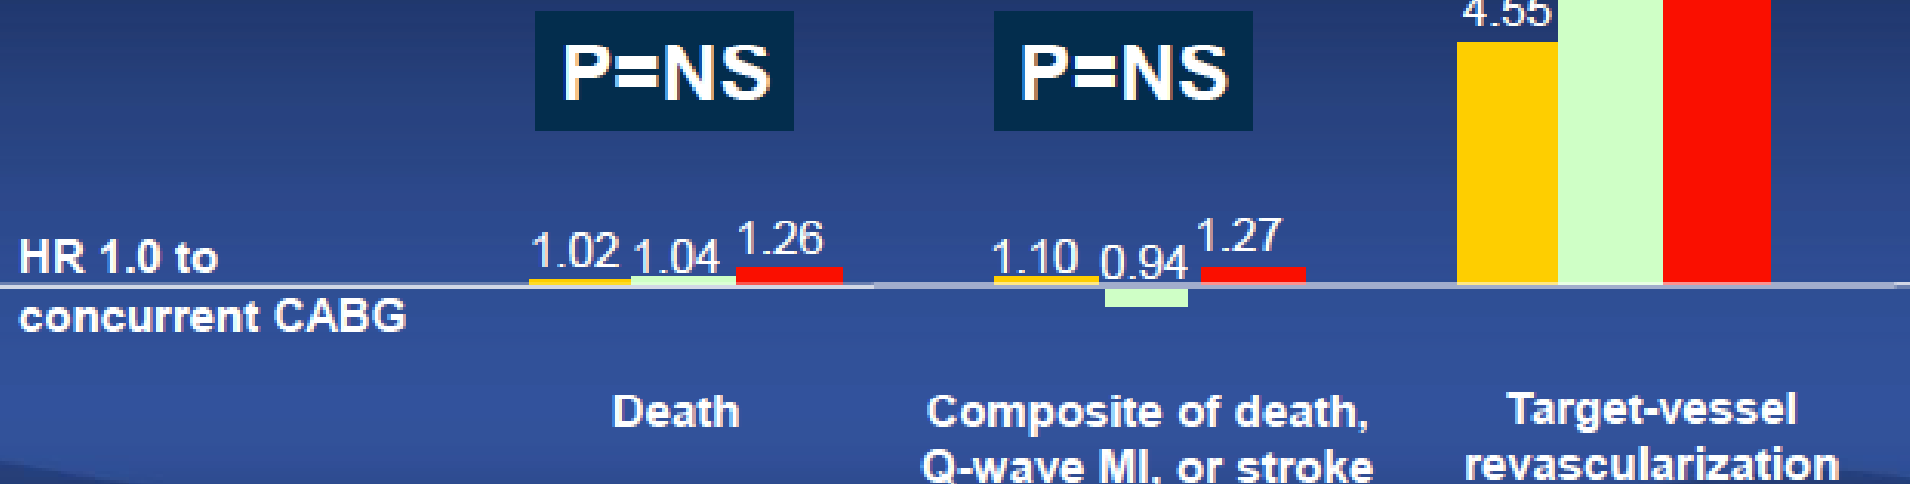 4.55
P=NS P=NS
1.02 1.04 1.26 1.10 0.94 1.27
HR 1.0 to
concurrent CABG
Death
Composite of death,
Q-wave MI, or stroke
Target-vessel
revascularization